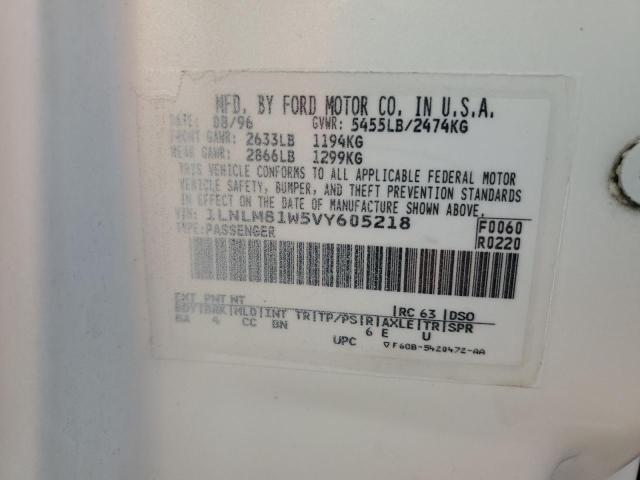 MFD. BY FORD MOTOR CO. IN U.S.A.
DATE: 08/96 GVWR: 5455LB/2474KG
FRONT GAWR: 2633LB 1194KG
REAR GAWR: 2866LB 1299KG
THIS VEHICLE CONFORMS TO ALL APPLICABLE FEDERAL MOTOR
VEHICLE SAFETY, BUMPER, AND THEFT PREVENTION STANDARDS
IN EFFECT ON THE DATE OF MANUFACTURE SHOWN ABOVE.
VIN: 1LNLM81W5VY605218 F0060
TYPE: PASSENGER R0220
EXT PNT NT RC 63 DSO
BDY BRK MLD INT TR TP/PS R AXLE TR SPR
BA 4 CC BN 6 E U
UPC F60B-5420472-AA